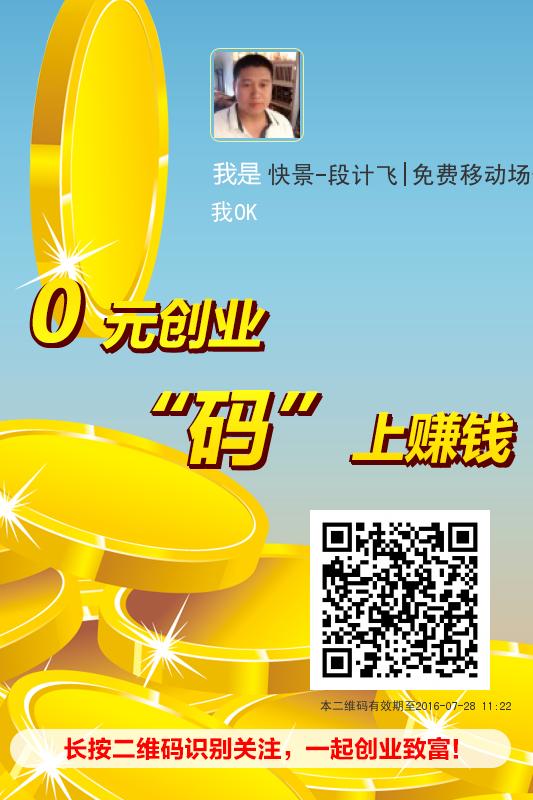 我是 快景-段计飞|免费移动场
我OK
0 元创业
“码” 上赚钱
本二维码有效期至2016-07-28 11:22
长按二维码识别关注，一起创业致富!